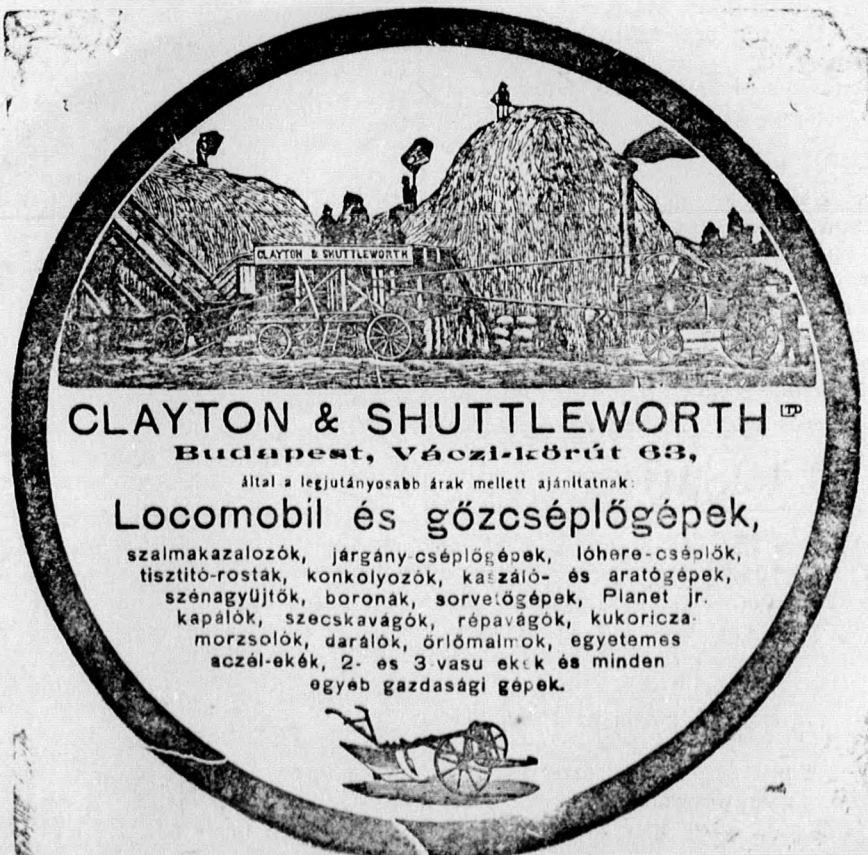 CLAYTON & SHUTTLEWORTH
CLAYTON & SHUTTLEWORTH LTD
Budapest, Váczi-körút 63,
által a legjutányosabb árak mellett ajánltatnak:
Locomobil és gőzcséplőgépek,
szalmakazalozók, járgány-cséplőgépek, lóhere-cséplők,
tisztitó-rosták, konkolyozók, kaszáló- és aratógépek,
szénagyüjtők, boronák, sorvetőgépek, Planet jr.
kapálók, szecskavágók, répavágók, kukoricza-
morzsolók, darálók, őrlőmalmok, egyetemes
aczél-ekék, 2- és 3-vasu ekék és minden
egyéb gazdasági gépek.